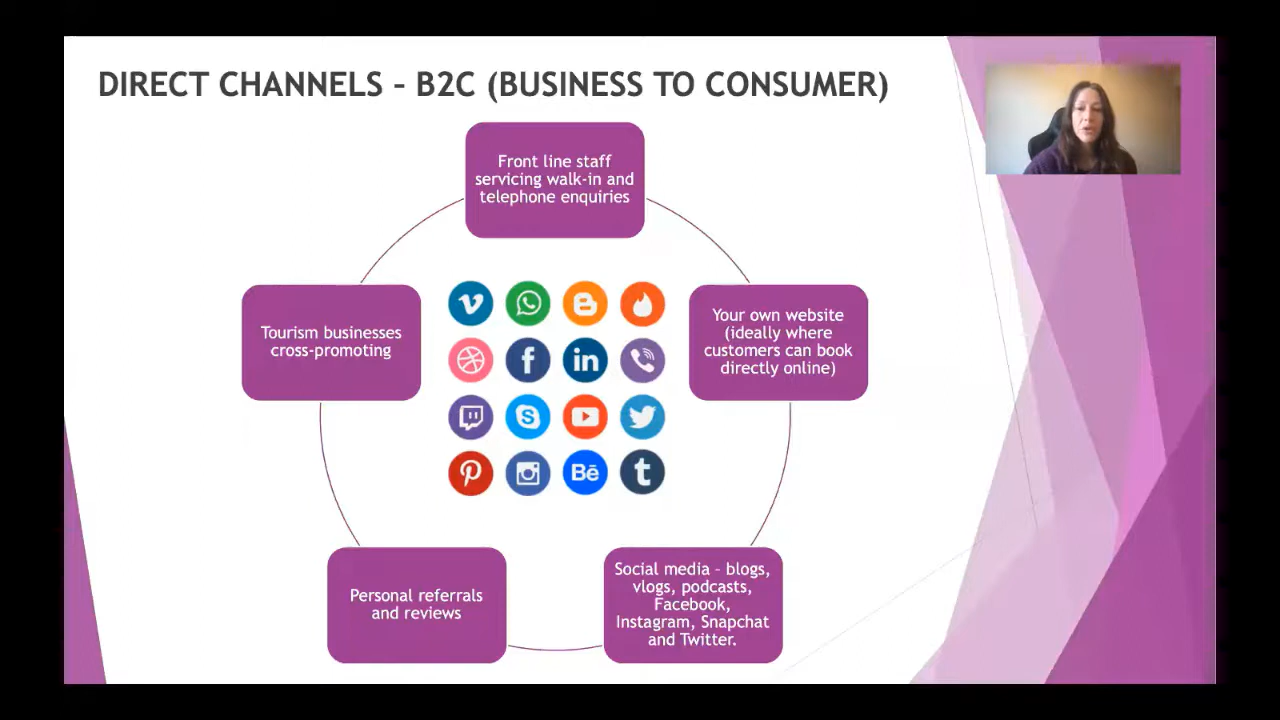 DIRECT CHANNELS – B2C (BUSINESS TO CONSUMER)
Front line staff
servicing walk-in and
telephone enquiries
Your own website
(ideally where
customers can book
directly online)
Social media – blogs,
vlogs, podcasts,
Facebook,
Instagram, Snapchat
and Twitter.
Personal referrals
and reviews
Tourism businesses
cross-promoting
in
Bē
t